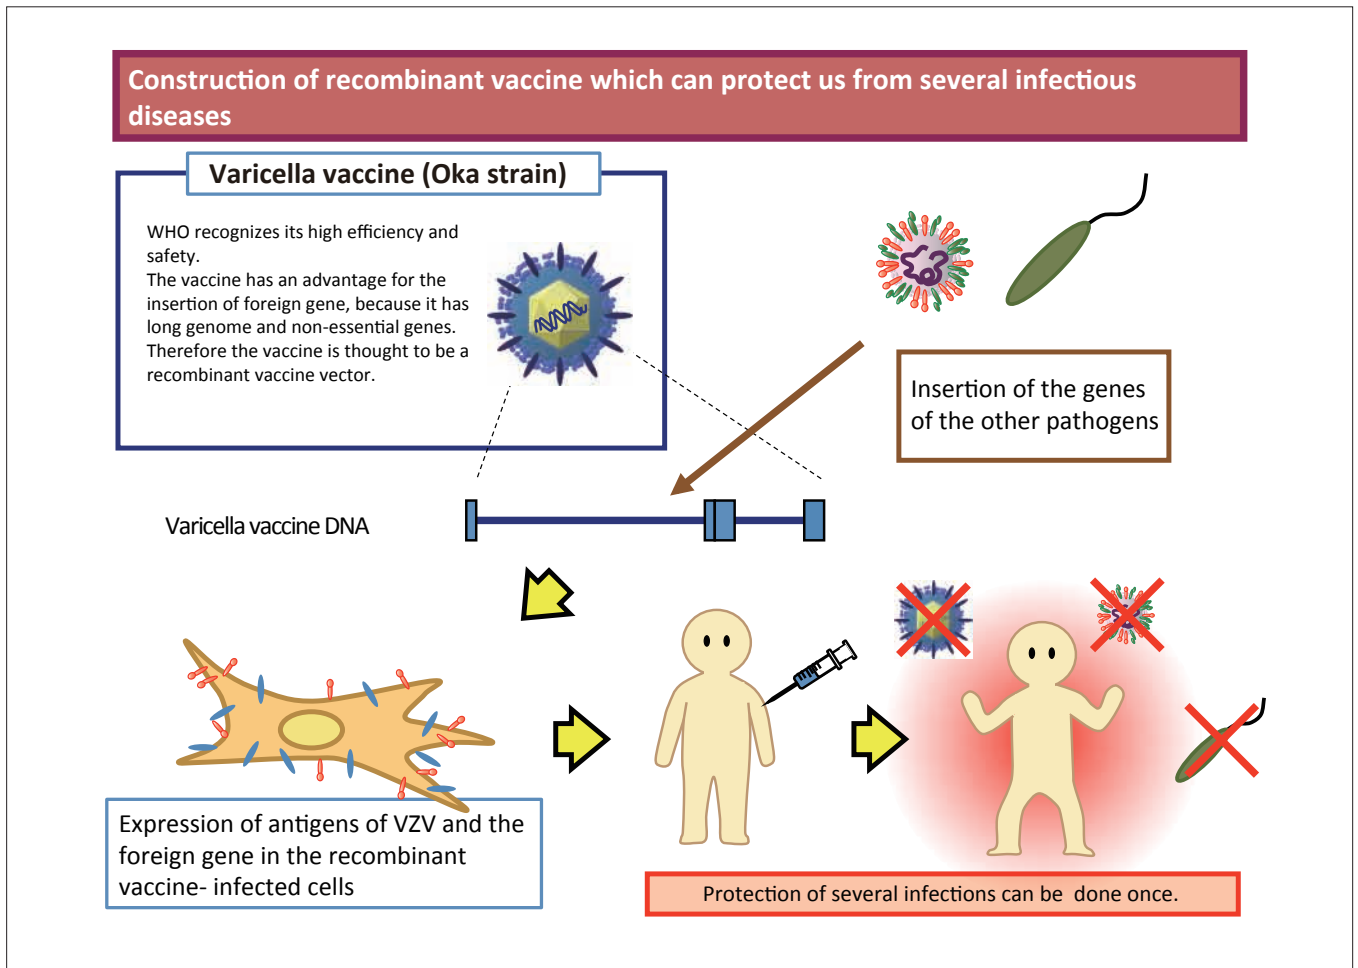 Construction of recombinant vaccine which can protect us from several infectious
diseases
Varicella vaccine (Oka strain)
WHO recognizes its high efficiency and
safety.
The vaccine has an advantage for the
insertion of foreign gene, because it has
long genome and non-essential genes.
Therefore the vaccine is thought to be a
recombinant vaccine vector.
Insertion of the genes
of the other pathogens
Varicella vaccine DNA
Expression of antigens of VZV and the
foreign gene in the recombinant
vaccine- infected cells
Protection of several infections can be  done once.